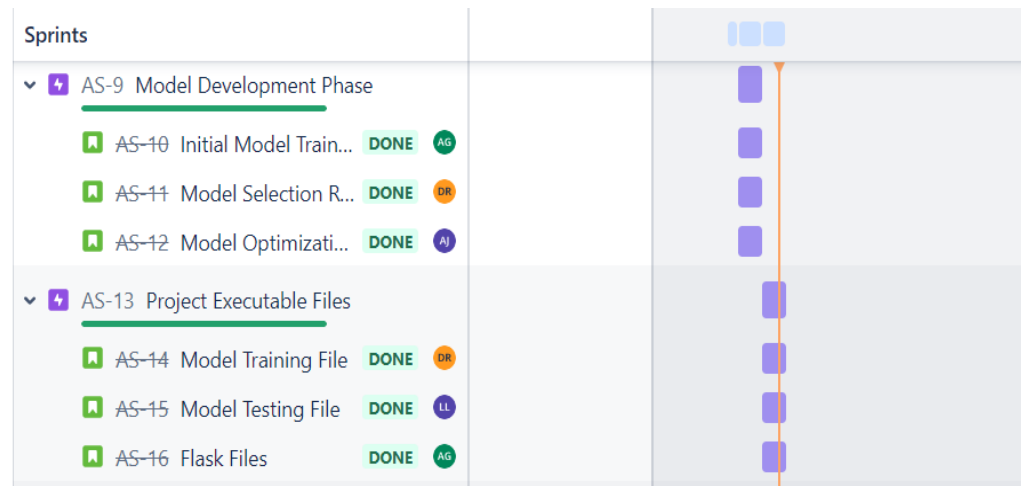 Sprints
AS-9 Model Development Phase
AS-10 Initial Model Train... DONE AG
AS-11 Model Selection R... DONE DR
AS-12 Model Optimizati... DONE AJ
AS-13 Project Executable Files
AS-14 Model Training File DONE DR
AS-15 Model Testing File DONE LL
AS-16 Flask Files DONE AG